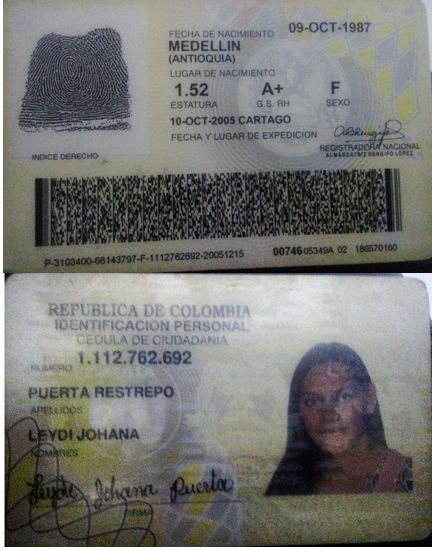 09-OCT-1987
FECHA DE NACIMIENTO
MEDELLIN
(ANTIOQUIA)
LUGAR DE NACIMIENTO
1.52 A+ F
ESTATURA G.S. RH SEXO
10-OCT-2005 CARTAGO
FECHA Y LUGAR DE EXPEDICION
INDICE DERECHO
REGISTRADORA NACIONAL
ALMABEATRIZ RENGIFO LOPEZ
P-3103400-66143797-F-1112762692-20051215 00746 05349A 02 186570160
REPUBLICA DE COLOMBIA
IDENTIFICACION PERSONAL
CEDULA DE CIUDADANIA
NUMERO 1.112.762.692
PUERTA RESTREPO
APELLIDOS
LEYDI JOHANA
NOMBRES
Leydi Johana Puerta
FIRMA